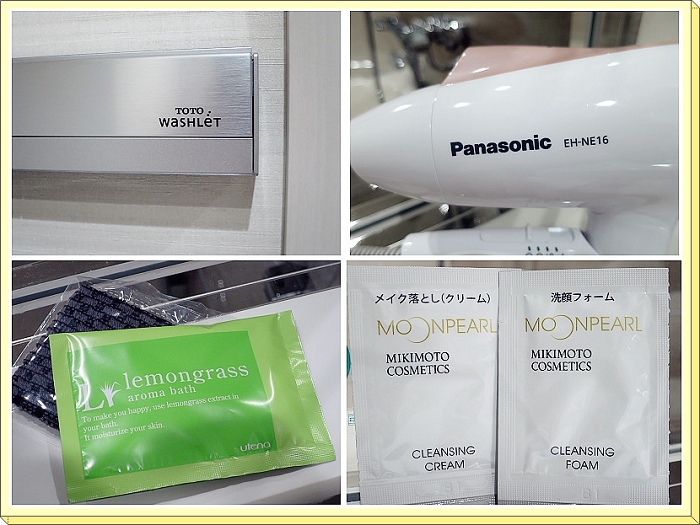 TOTO
WASHLET
Panasonic EH-NE16
lemongrass
aroma bath
To make you happy, use lemongrass extract in
your bath.
It moisturize your skin.
utena
メイク落とし(クリーム)
MOONPEARL
MIKIMOTO
COSMETICS
CLEANSING
CREAM
洗顔フォーム
MOONPEARL
MIKIMOTO
COSMETICS
CLEANSING
FOAM